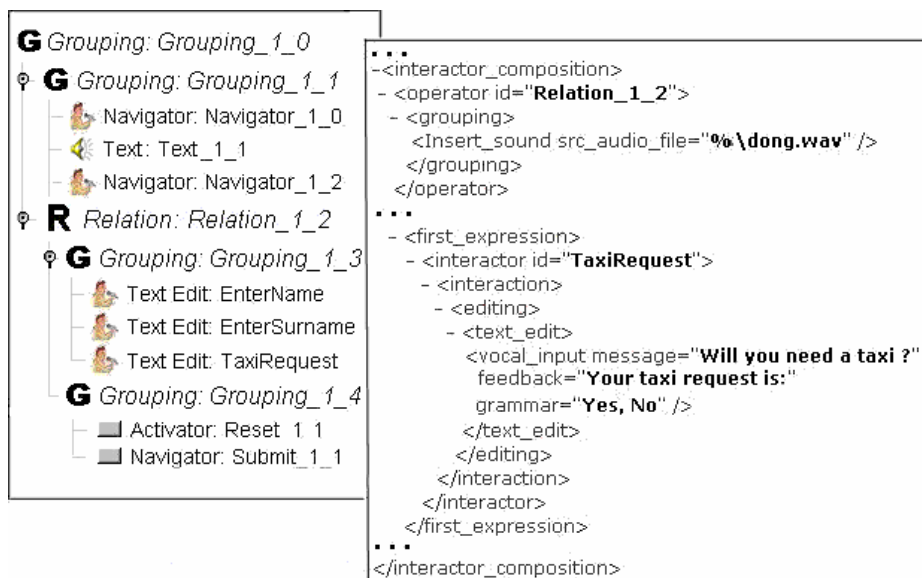 G Grouping: Grouping_1_0
G Grouping: Grouping_1_1
Navigator: Navigator_1_0
Text: Text_1_1
Navigator: Navigator_1_2
R Relation: Relation_1_2
G Grouping: Grouping_1_3
Text Edit: EnterName
Text Edit: EnterSurname
Text Edit: TaxiRequest
G Grouping: Grouping_1_4
Activator: Reset_1_1
Navigator: Submit_1_1
...
-<interactor_composition>
- <operator id="Relation_1_2">
- <grouping>
<Insert_sound src_audio_file="%\dong.wav" />
</grouping>
</operator>
...
- <first_expression>
- <interactor id="TaxiRequest">
- <interaction>
- <editing>
- <text_edit>
<vocal_input message="Will you need a taxi ?"
feedback="Your taxi request is:"
grammar="Yes, No" />
</text_edit>
</editing>
</interaction>
</interactor>
</first_expression>
...
</interactor_composition>